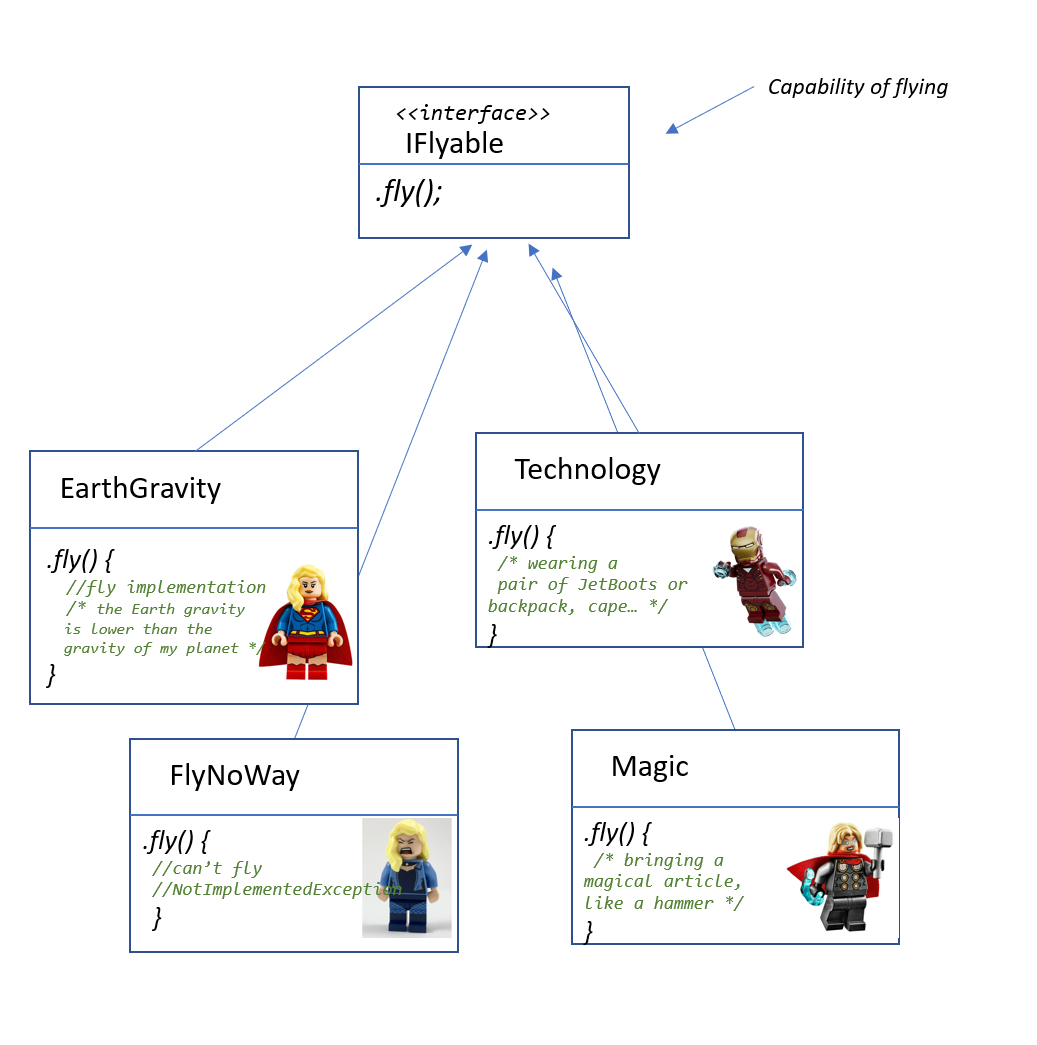 Capability of flying
<<interface>>
IFlyable
.fly();
EarthGravity
.fly() {
//fly implementation
/* the Earth gravity
is lower than the
gravity of my planet */
}
Technology
.fly() {
/* wearing a
pair of JetBoots or
backpack, cape… */
}
FlyNoWay
.fly() {
//can’t fly
//NotImplementedException
}
Magic
.fly() {
/* bringing a
magical article,
like a hammer */
}